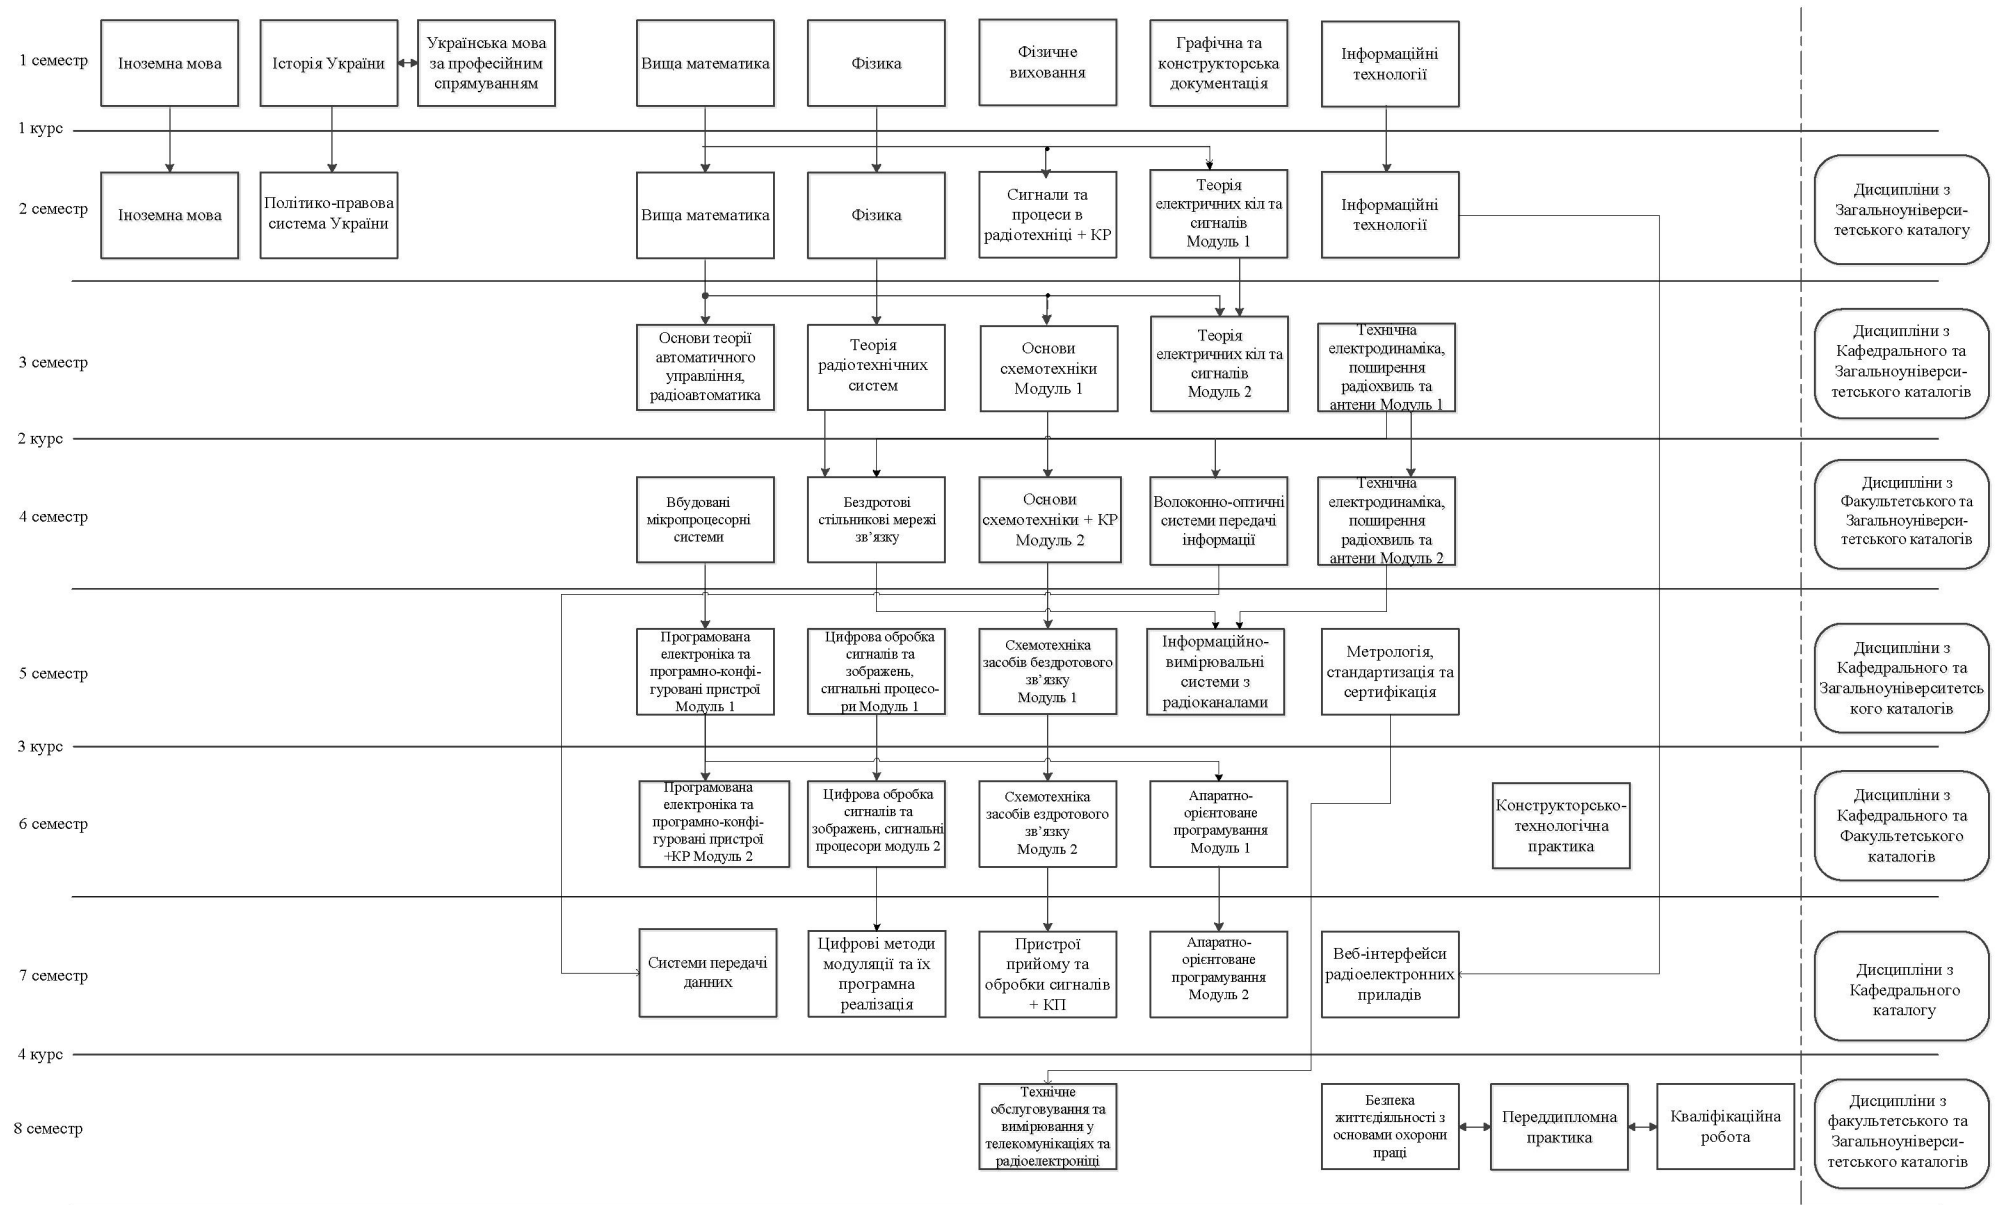 1 семестр
Іноземна мова
Історія України
Українська мова
за професійним
спрямуванням
Вища математика
Фізика
Фізичне
виховання
Графічна та
конструкторська
документація
Інформаційні
технології
1 курс
2 семестр
Іноземна мова
Політико-правова
система України
Вища математика
Фізика
Сигнали та
процеси в
радіотехніці + КР
Теорія
електричних кіл та
сигналів
Модуль 1
Інформаційні
технології
Дисципліни з
Загальноуніверси-
тетського каталогу
3 семестр
Основи теорії
автоматичного
управління,
радіоавтоматика
Теорія
радіотехнічних
систем
Основи
схемотехніки
Модуль 1
Теорія
електричних кіл та
сигналів
Модуль 2
Технічна
електродинаміка,
поширення
радіохвиль та
антени Модуль 1
Дисципліни з
Кафедрального та
Загальноуніверси-
тетського каталогів
2 курс
4 семестр
Вбудовані
мікропроцесорні
системи
Бездротові
стільникові мережі
зв’язку
Основи
схемотехніки + КР
Модуль 2
Волоконно-оптичні
системи передачі
інформації
Технічна
електродинаміка,
поширення
радіохвиль та
антени Модуль 2
Дисципліни з
Факультетського та
Загальноуніверси-
тетського каталогів
5 семестр
Програмована
електроніка та
програмно-конфі-
гуровані пристрої
Модуль 1
Цифрова обробка
сигналів та
зображень,
сигнальні процесо-
ри Модуль 1
Схемотехніка
засобів бездротового
зв’язку
Модуль 1
Інформаційно-
вимірювальні
системи з
радіоканалами
Метрологія,
стандартизація та
сертифікація
Дисципліни з
Кафедрального та
Загальноуніверситетсь
кого каталогів
3 курс
6 семестр
Програмована
електроніка та
програмно-конфі-
гуровані пристрої
+КР Модуль 2
Цифрова обробка
сигналів та
зображень, сигнальні
процесори модуль 2
Схемотехніка
засобів ездротового
зв’язку
Модуль 2
Апаратно-
орієнтоване
програмування
Модуль 1
Конструкторсько-
технологічна
практика
Дисципліни з
Кафедрального та
Факультетського
каталогів
7 семестр
Системи передачі
данних
Цифрові методи
модуляції та їх
програмна
реалізація
Пристрої
прийому та
обробки сигналів
+ КП
Апаратно-
орієнтоване
програмування
Модуль 2
Веб-інтерфейси
радіоелектронних
приладів
Дисципліни з
Кафедрального
каталогу
4 курс
8 семестр
Технічне
обслуговування та
вимірювання у
телекомунікаціях та
радіоелектроніці
Безпека
життєдіяльності з
основами охорони
праці
Переддипломна
практика
Кваліфікаційна
робота
Дисципліни з
факультетського та
Загальноуніверси-
тетського каталогів